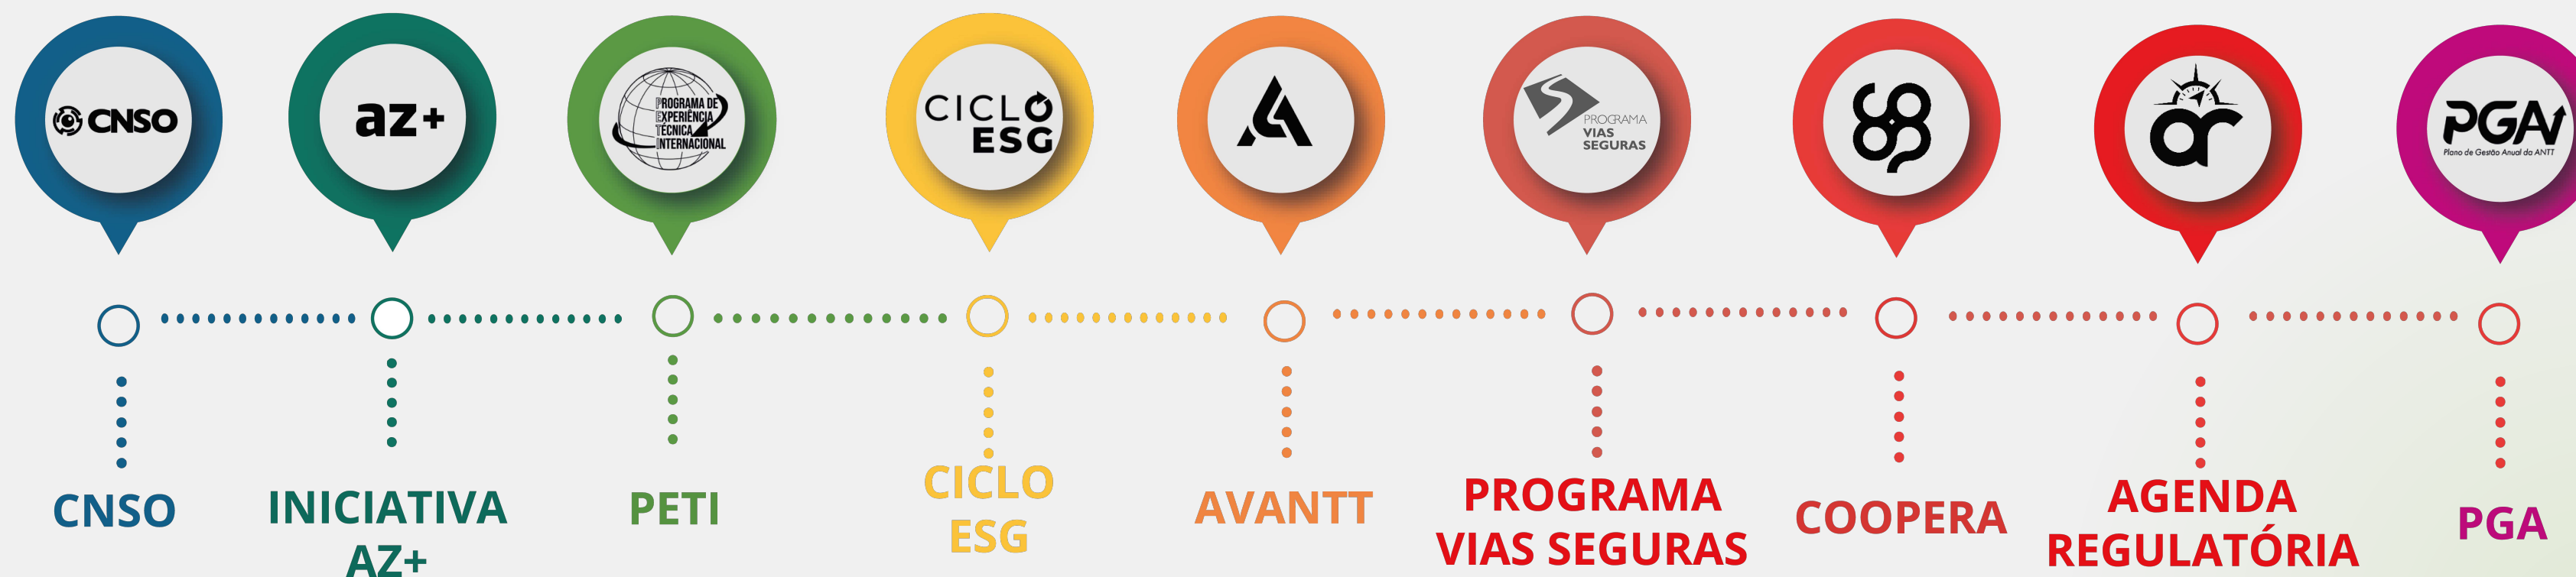 CNSO
az+
PROGRAMA DE
EXPERIÊNCIA
TÉCNICA
INTERNACIONAL
CICLO
ESG
PROGRAMA
VIAS
SEGURAS
ar
PGA
Plano de Gestão Anual da ANTT
CNSO
INICIATIVA
AZ+
PETI
CICLO
ESG
AVANTT
PROGRAMA
VIAS SEGURAS
COOPERA
AGENDA
REGULATÓRIA
PGA